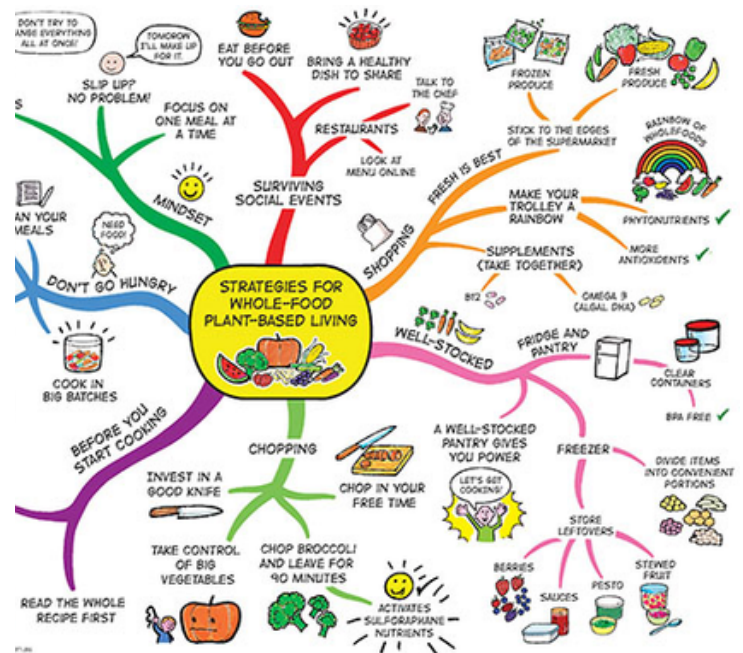 DON'T TRY TO
ANGE EVERYTHING
ALL AT ONCE!
TOMOROW
I'LL MAKE UP
FOR IT.
SLIP UP?
NO PROBLEM!
FOCUS ON
ONE MEAL AT
A TIME
MINDSET
EAT BEFORE
YOU GO OUT
BRING A HEALTHY
DISH TO SHARE
TALK TO
THE CHEF
RESTAURANTS
LOOK AT
MENU ONLINE
SURVIVING
SOCIAL EVENTS
FROZEN
PRODUCE
FRESH
PRODUCE
STICK TO THE EDGES
OF THE SUPERMARKET
FRESH IS BEST
SHOPPING
RAINBOW OF
WHOLEFOODS
MAKE YOUR
TROLLEY A
RAINBOW
PHYTONUTRIENTS ✓
MORE
ANTIOXIDENTS ✓
SUPPLEMENTS
(TAKE TOGETHER)
B12
OMEGA 3
(ALGAL DHA)
AN YOUR
MEALS
NEED
FOOD!
DON'T GO HUNGRY
COOK IN
BIG BATCHES
STRATEGIES FOR
WHOLE-FOOD
PLANT-BASED LIVING
WELL-STOCKED
FRIDGE AND
PANTRY
CLEAR
CONTAINERS
BPA FREE ✓
A WELL-STOCKED
PANTRY GIVES
YOU POWER
LET'S GET
COOKING!
FREEZER
DIVIDE ITEMS
INTO CONVENIENT
PORTIONS
STORE
LEFTOVERS
BERRIES
SAUCES
PESTO
STEWED
FRUIT
BEFORE YOU
START COOKING
READ THE WHOLE
RECIPE FIRST
CHOPPING
INVEST IN A
GOOD KNIFE
CHOP IN YOUR
FREE TIME
TAKE CONTROL
OF BIG
VEGETABLES
CHOP BROCCOLI
AND LEAVE FOR
90 MINUTES
ACTIVATES
SULFORAPHANE
NUTRIENTS